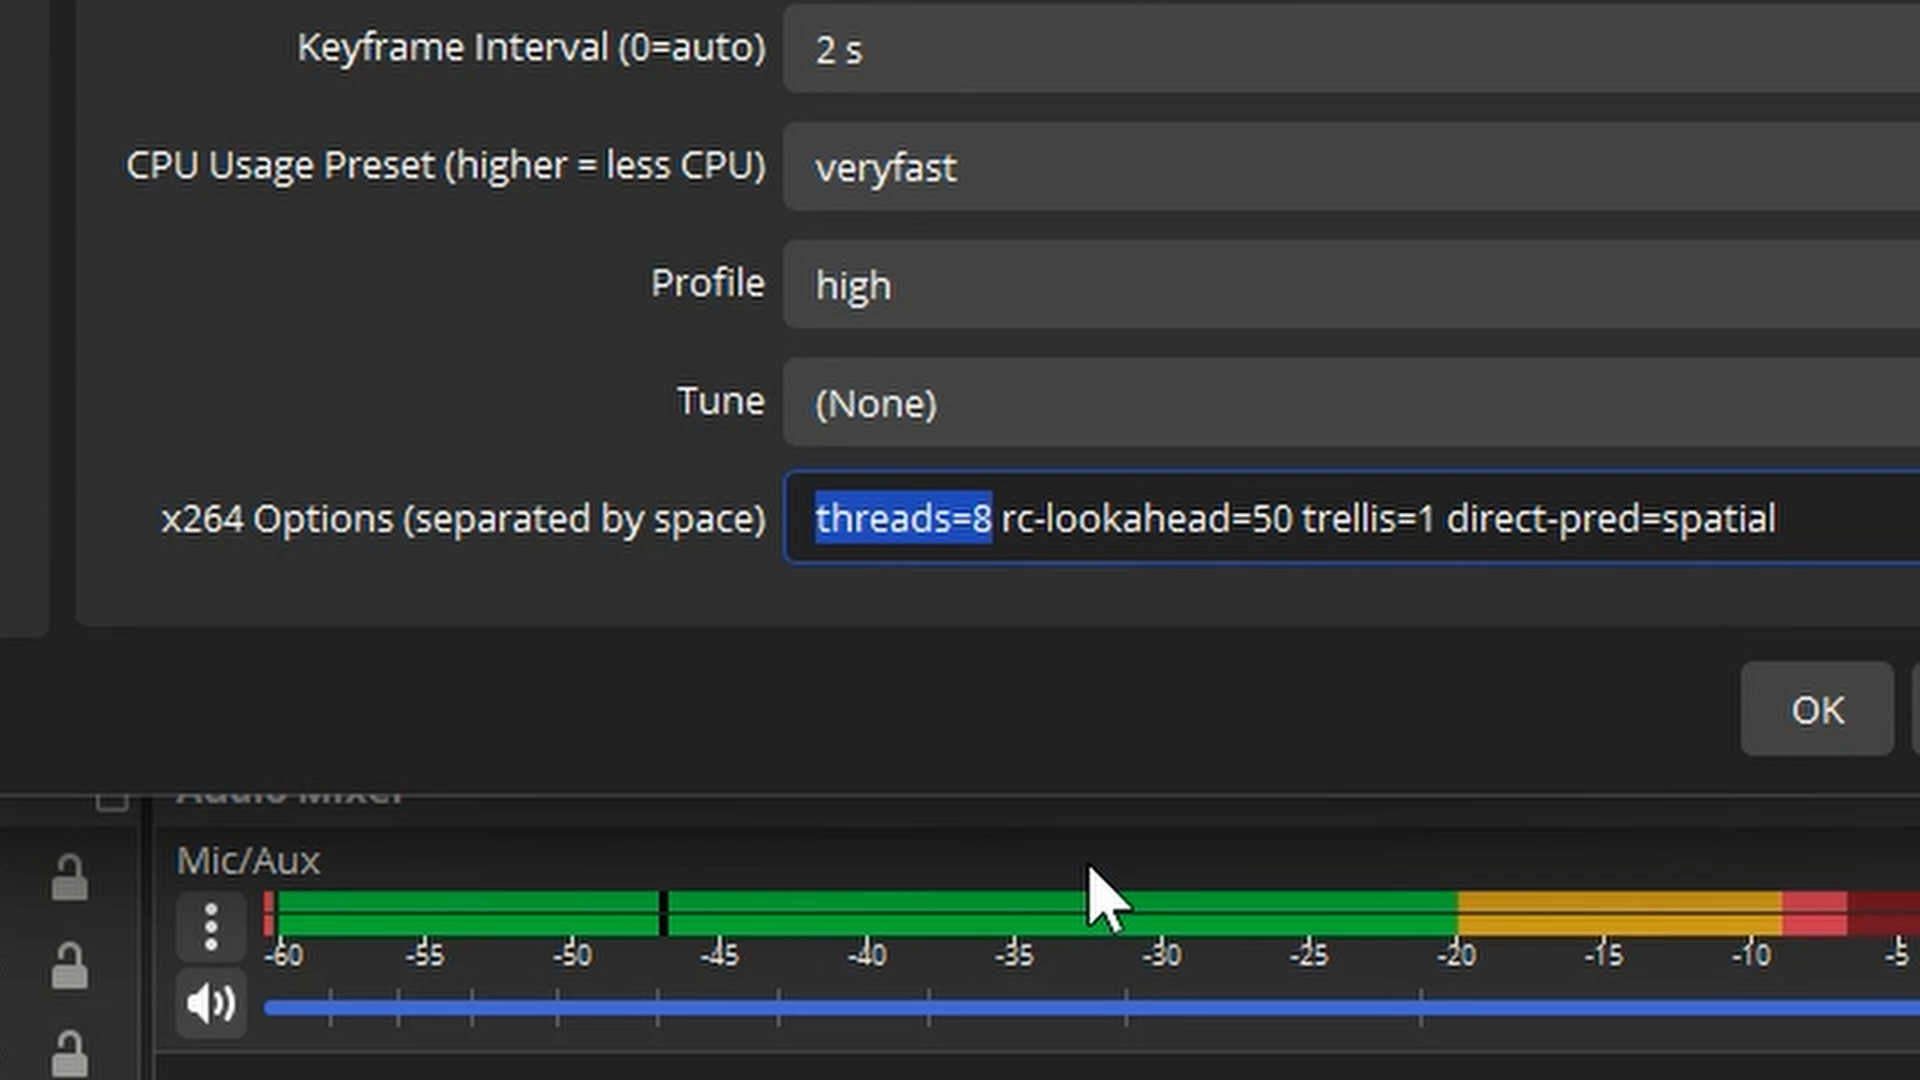 Keyframe Interval (0=auto) 2 s
CPU Usage Preset (higher = less CPU) veryfast
Profile high
Tune (None)
x264 Options (separated by space) threads=8 rc-lookahead=50 trellis=1 direct-pred=spatial
OK
Audio Mixer
Mic/Aux
-60 -55 -50 -45 -40 -35 -30 -25 -20 -15 -10 -5